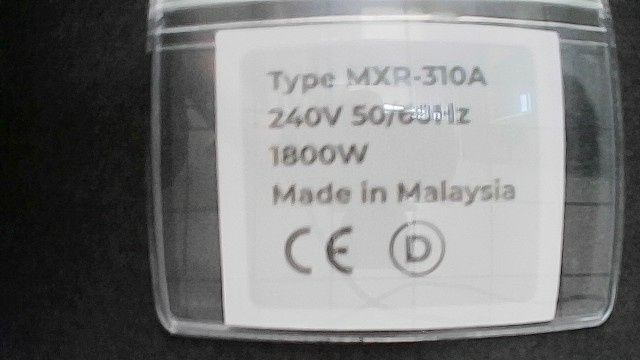 Type MXR-310A
240V 50/60Hz
1800W
Made in Malaysia
CE D